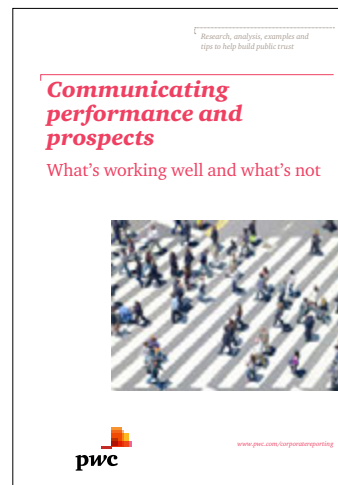 Research, analysis, examples and
tips to help build public trust
Communicating
performance and
prospects
What's working well and what's not
pwc
www.pwc.com/corporatereporting